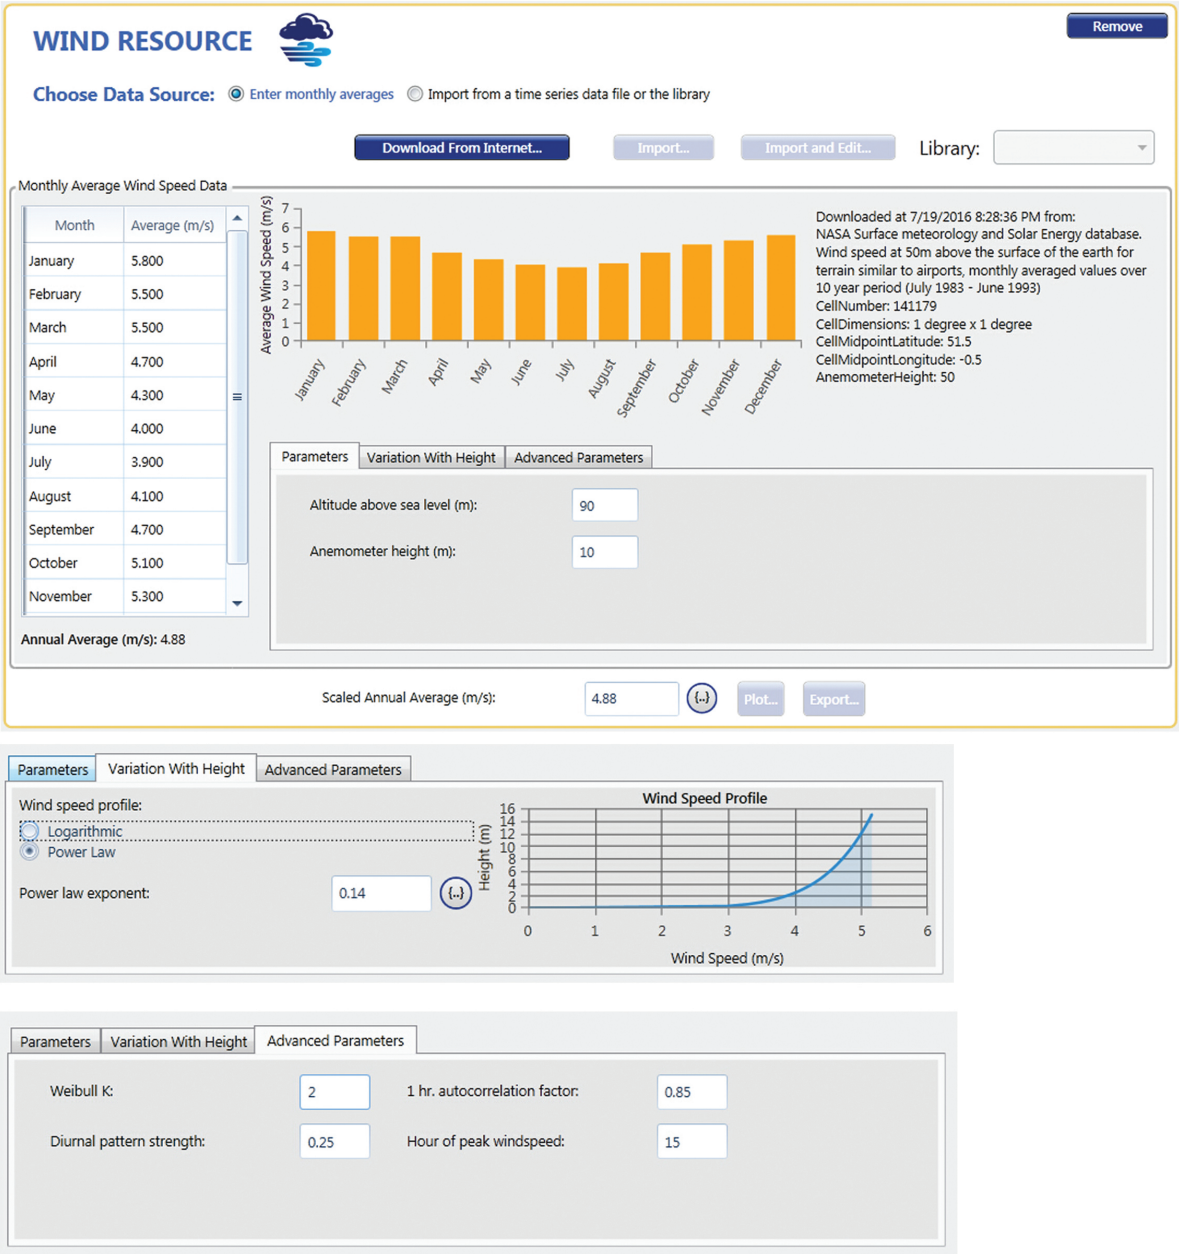 WIND RESOURCE
Remove
Choose Data Source: Enter monthly averages Import from a time series data file or the library
Download From Internet... Import... Import and Edit... Library:
Monthly Average Wind Speed Data
Month Average (m/s)
January 5.800
February 5.500
March 5.500
April 4.700
May 4.300
June 4.000
July 3.900
August 4.100
September 4.700
October 5.100
November 5.300
Annual Average (m/s): 4.88
Average Wind Speed (m/s)
7
6
5
4
3
2
1
0
January February March April May June July August September October November December
Downloaded at 7/19/2016 8:28:36 PM from:
NASA Surface meteorology and Solar Energy database.
Wind speed at 50m above the surface of the earth for
terrain similar to airports, monthly averaged values over
10 year period (July 1983 - June 1993)
CellNumber: 141179
CellDimensions: 1 degree x 1 degree
CellMidpointLatitude: 51.5
CellMidpointLongitude: -0.5
AnemometerHeight: 50
Parameters Variation With Height Advanced Parameters
Altitude above sea level (m): 90
Anemometer height (m): 10
Scaled Annual Average (m/s): 4.88 {..} Plot... Export...
Parameters Variation With Height Advanced Parameters
Wind speed profile:
Logarithmic
Power Law
Power law exponent: 0.14 {..}
Wind Speed Profile
Height (m)
16
14
12
10
8
6
4
2
0
0 1 2 3 4 5 6
Wind Speed (m/s)
Parameters Variation With Height Advanced Parameters
Weibull K: 2 1 hr. autocorrelation factor: 0.85
Diurnal pattern strength: 0.25 Hour of peak windspeed: 15